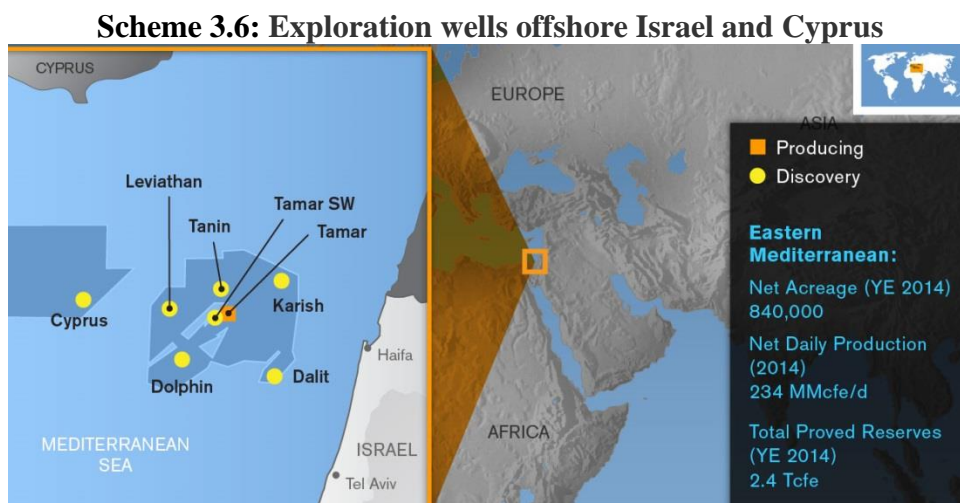 Scheme 3.6: Exploration wells offshore Israel and Cyprus
CYPRUS
Leviathan
Tanin
Tamar SW
Tamar
Karish
Cyprus
Dolphin
Dalit
Haifa
MEDITERRANEAN
SEA
ISRAEL
Tel Aviv
EUROPE
ASIA
AFRICA
Producing
Discovery
Eastern
Mediterranean:
Net Acreage (YE 2014)
840,000
Net Daily Production
(2014)
234 MMcfe/d
Total Proved Reserves
(YE 2014)
2.4 Tcfe